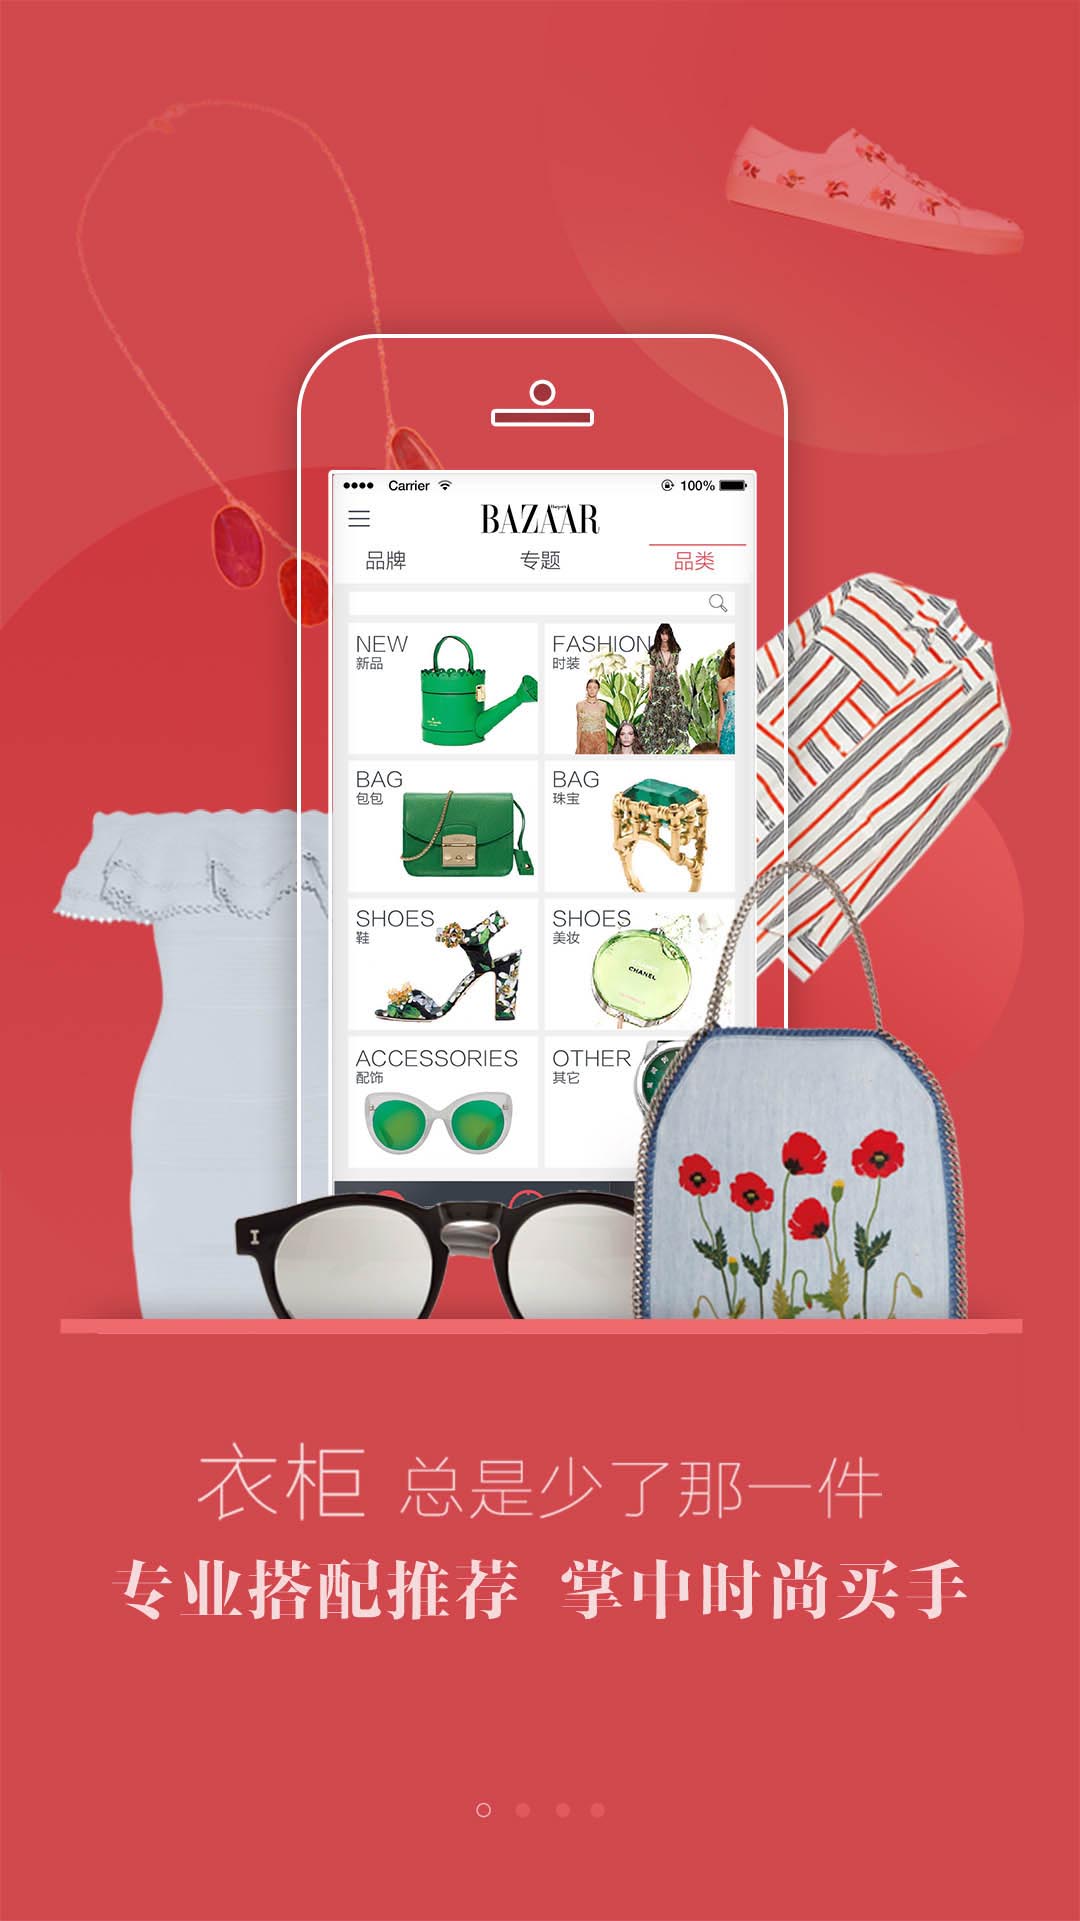 Carrier 100%
Harper's
BAZAAR
品牌 专题 品类
NEW
新品
FASHION
时装
BAG
包包
BAG
珠宝
SHOES
鞋
SHOES
美妆
CHANEL
ACCESSORIES
配饰
OTHER
其它
衣柜 总是少了那一件
专业搭配推荐 掌中时尚买手